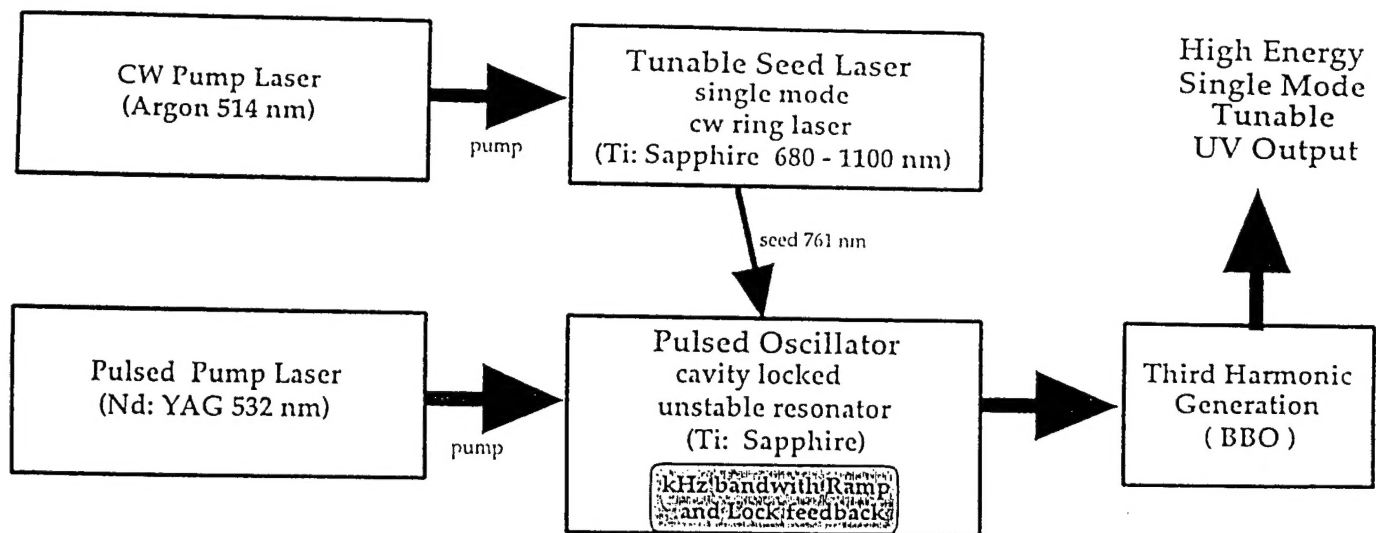 CW Pump Laser
(Argon 514 nm)
pump
Tunable Seed Laser
single mode
cw ring laser
(Ti: Sapphire 680 - 1100 nm)
High Energy
Single Mode
Tunable
UV Output
seed 761 nm
Pulsed Pump Laser
(Nd: YAG 532 nm)
pump
Pulsed Oscillator
cavity locked
unstable resonator
(Ti: Sapphire)
kHz bandwith Ramp
and Lock feedback
Third Harmonic
Generation
( BBO )